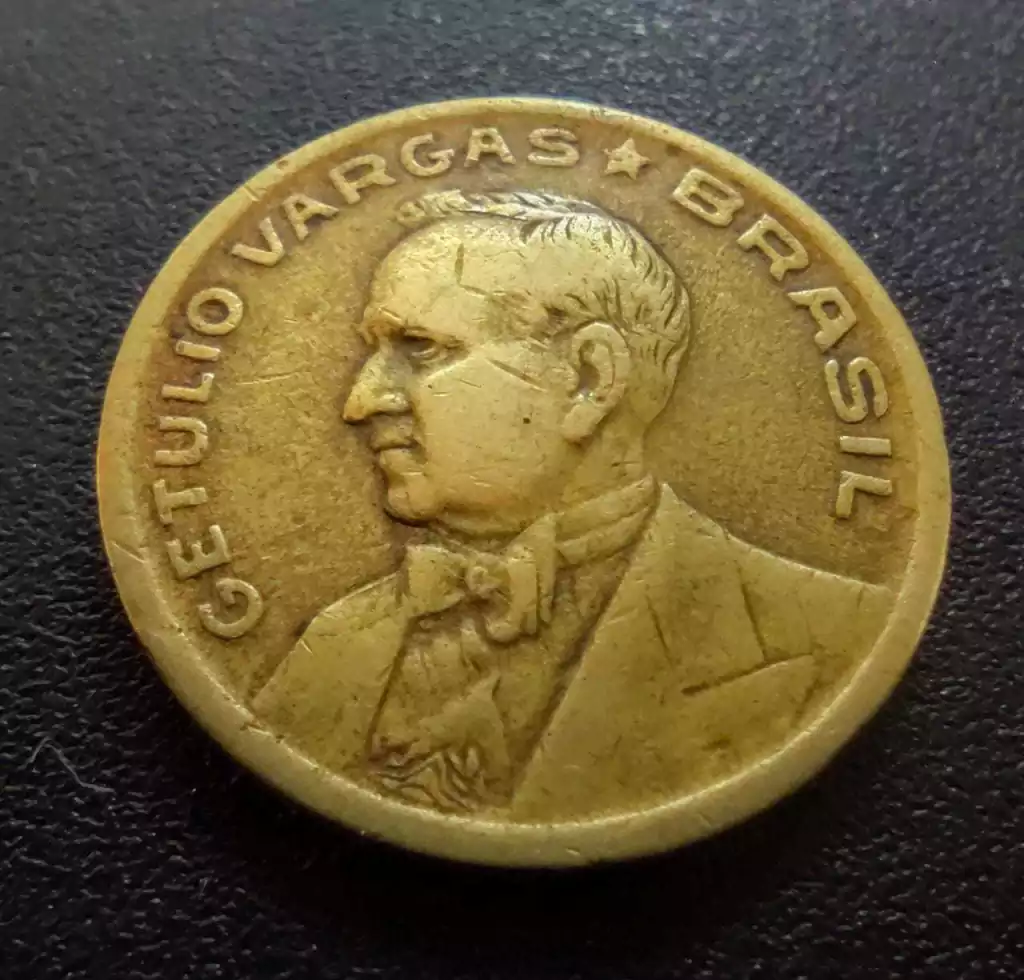 GETULIO VARGAS ★ BRASIL